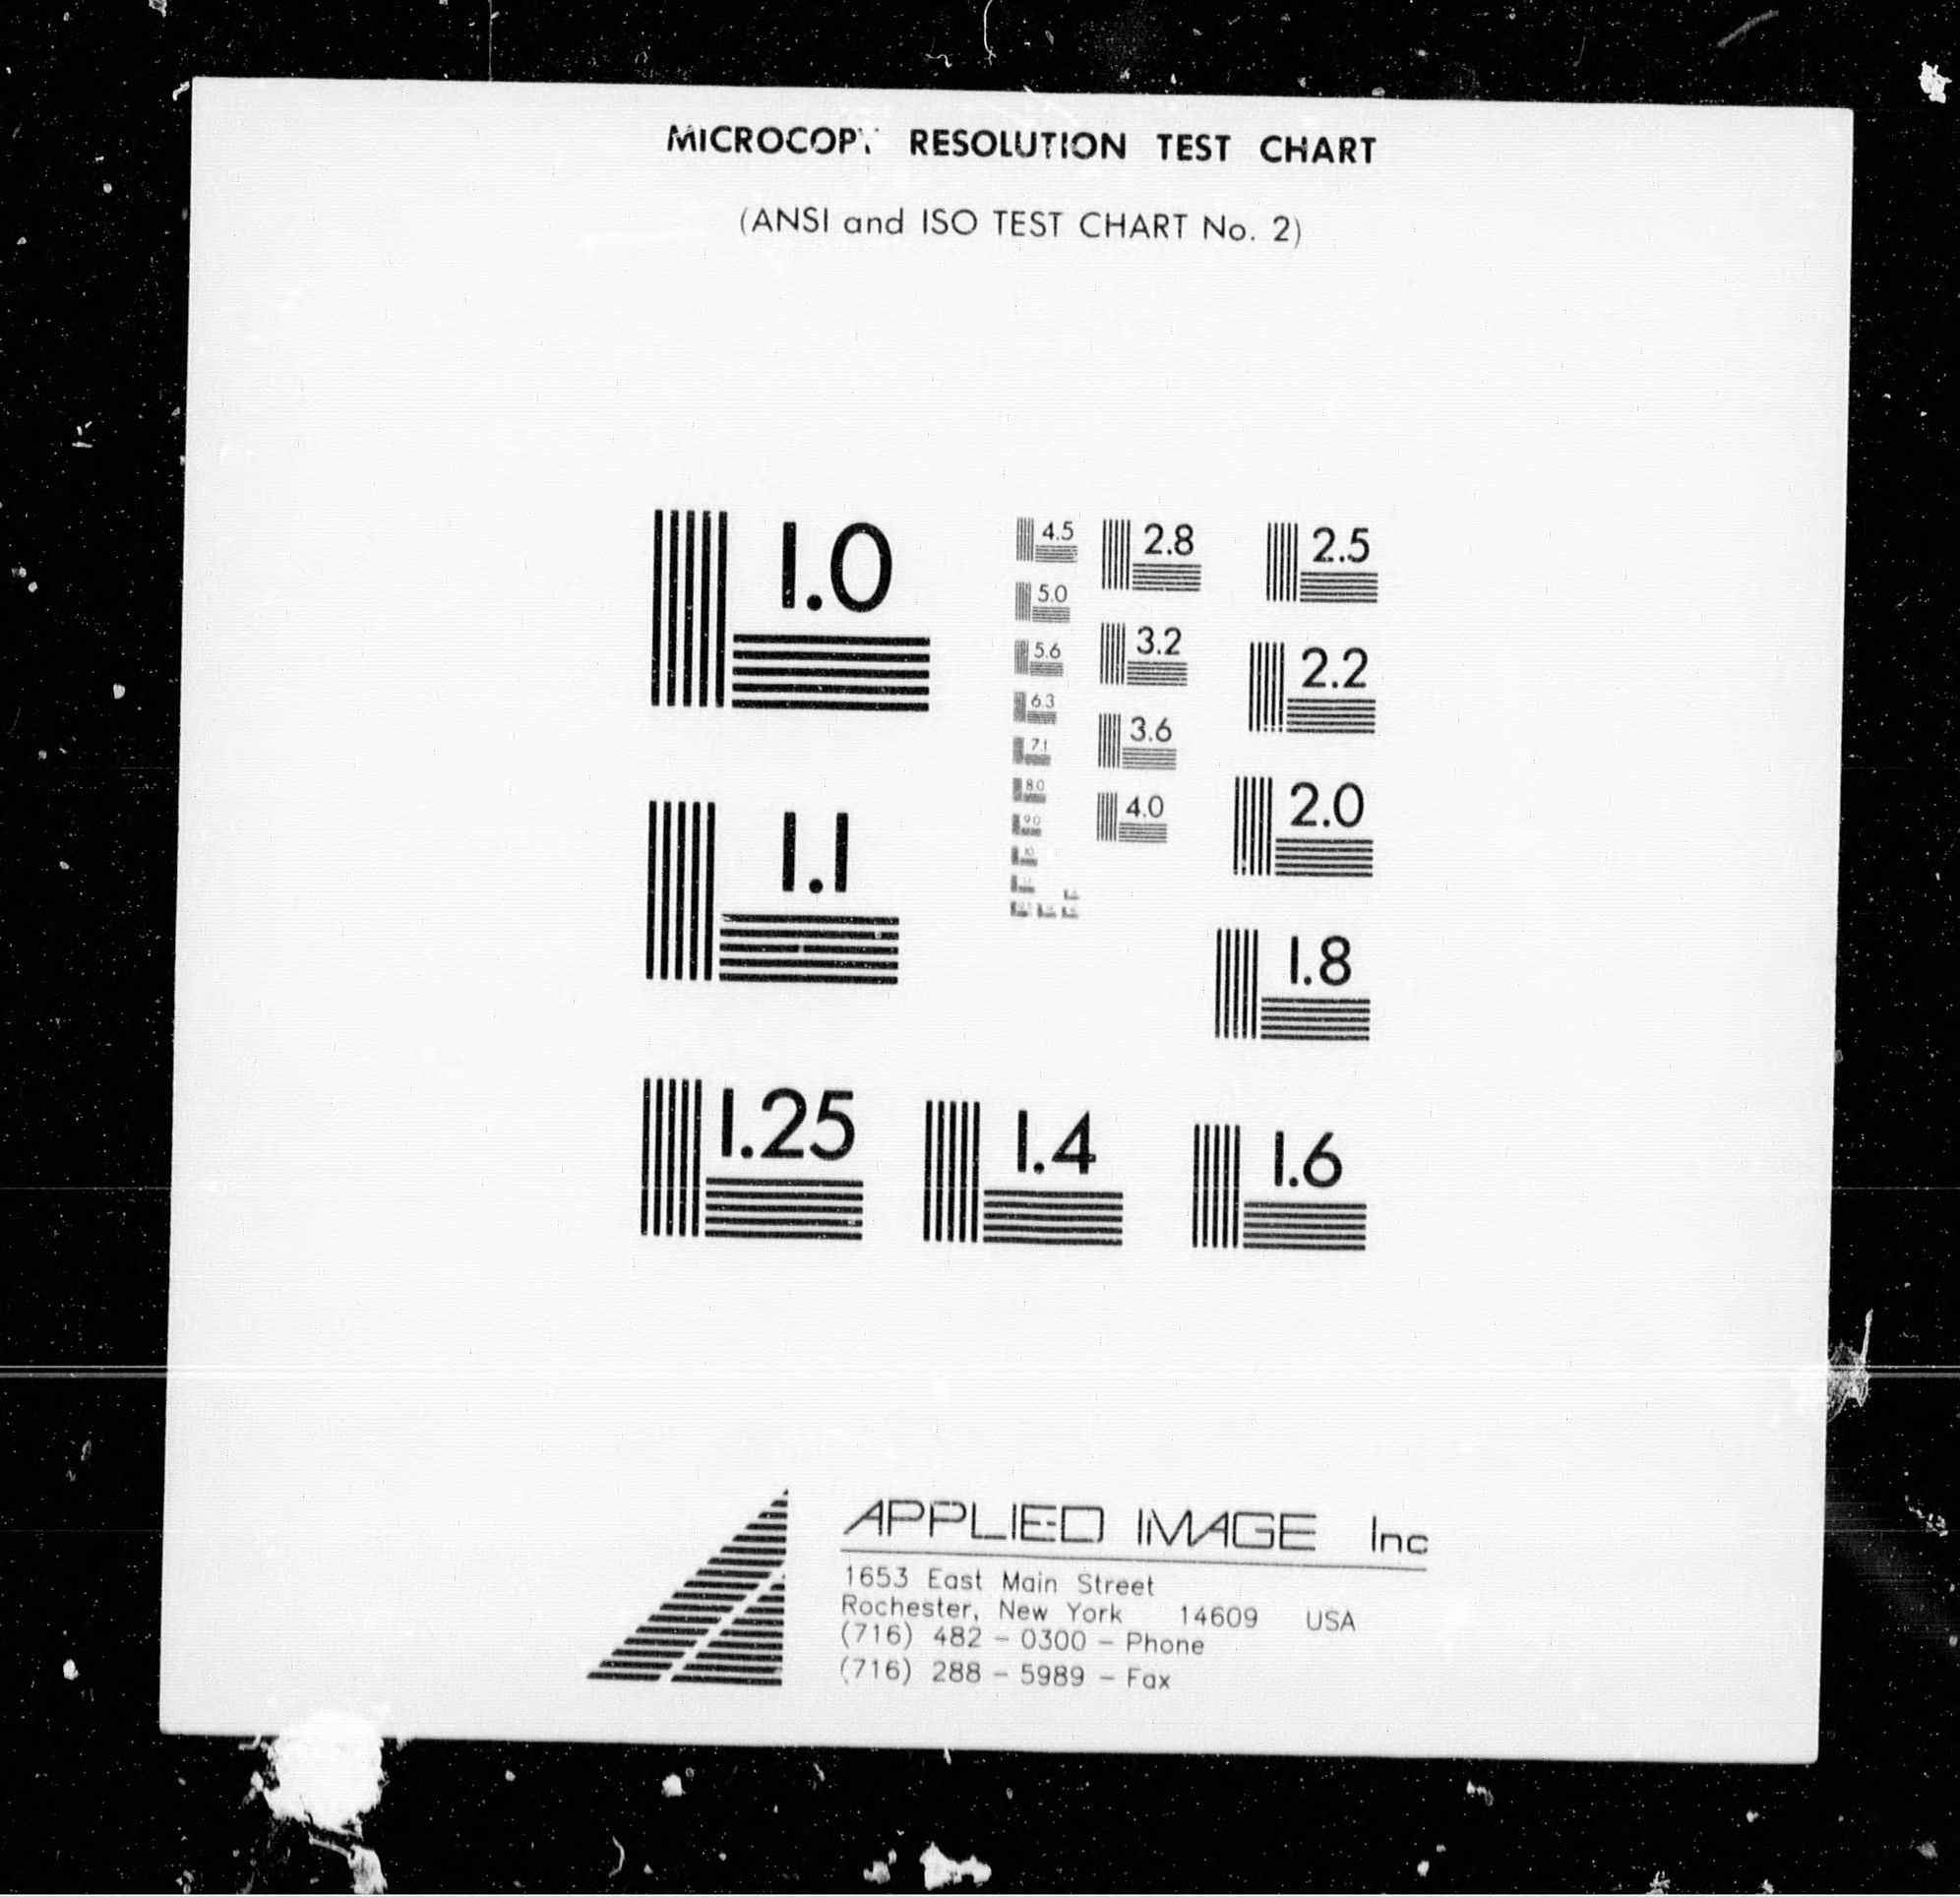 MICROCOPY RESOLUTION TEST CHART
(ANSI and ISO TEST CHART No. 2)
1.0
1.1
1.25
1.4
1.6
4.5
5.0
5.6
6.3
7.1
8.0
9.0
2.8
3.2
3.6
4.0
2.5
2.2
2.0
1.8
APPLIED IMAGE Inc
1653 East Main Street
Rochester, New York 14609 USA
(716) 482 - 0300 - Phone
(716) 288 - 5989 - Fax